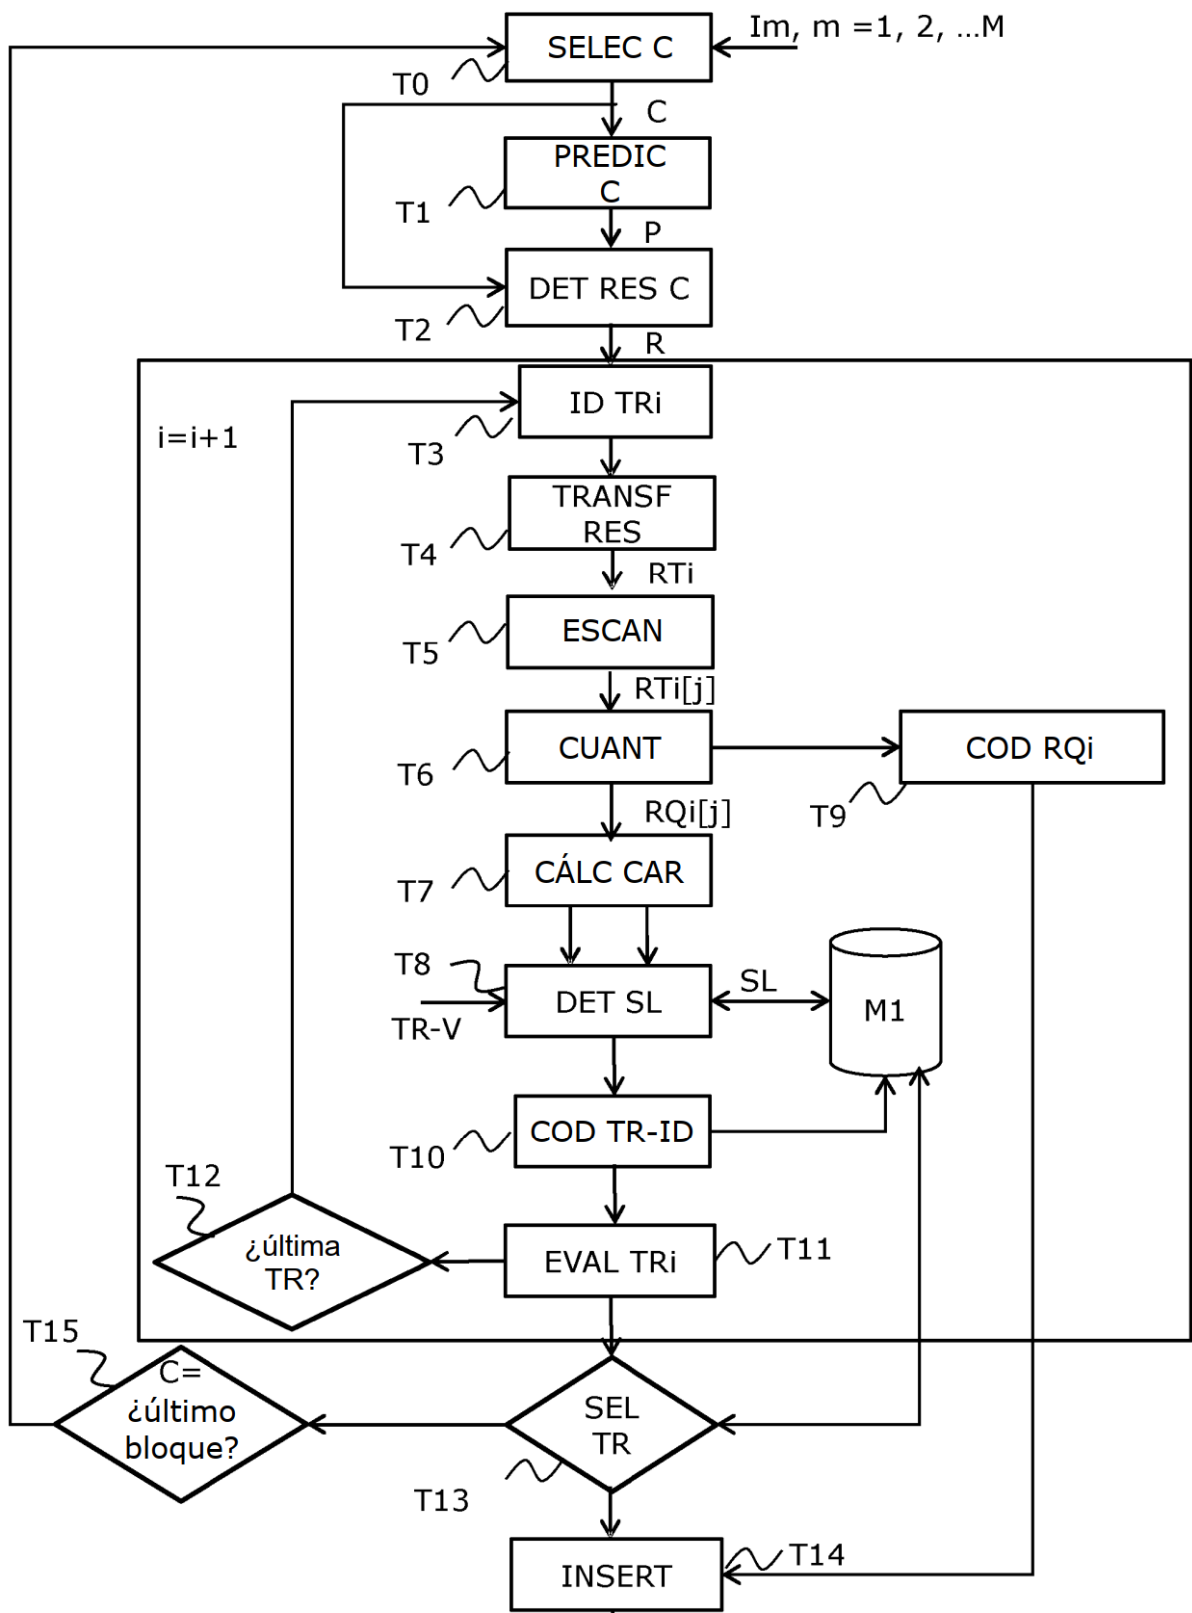 Im, m =1, 2, ...M
SELEC C
T0
C
PREDIC
C
T1
P
DET RES C
T2
R
ID TRi
i=i+1
T3
TRANSF
RES
T4
RTi
ESCAN
T5
RTi[j]
CUANT
COD RQi
T6
T9
RQi[j]
CÁLC CAR
T7
T8
SL
DET SL
M1
TR-V
COD TR-ID
T10
T12
¿última
TR?
EVAL TRi
T11
T15
C=
¿último
bloque?
SEL
TR
T13
T14
INSERT